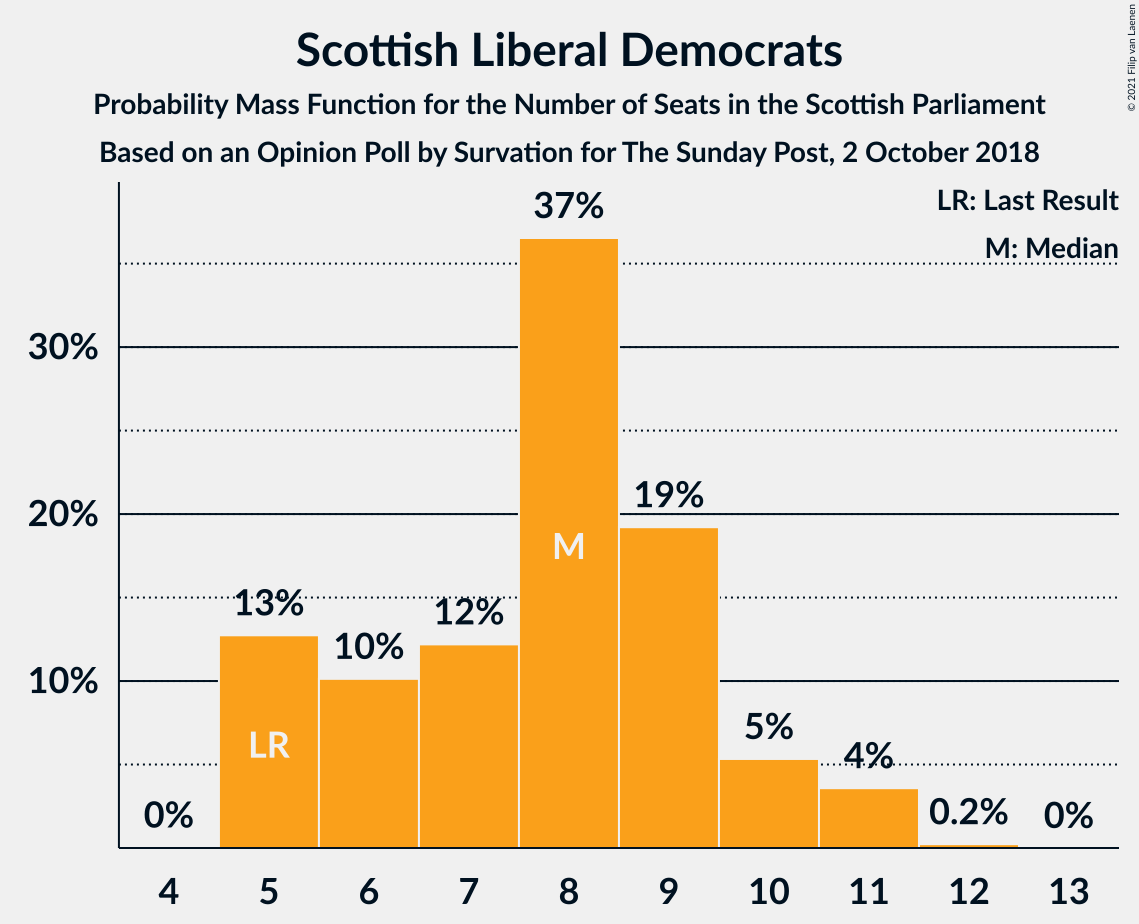 Scottish Liberal Democrats
Probability Mass Function for the Number of Seats in the Scottish Parliament
Based on an Opinion Poll by Survation for The Sunday Post, 2 October 2018
© 2021 Filip van Laenen
LR: Last Result
M: Median
37%
30%
20%
19%
M
13%
12%
10%
10%
LR
5%
4%
0%
0.2%
0%
4 5 6 7 8 9 10 11 12 13